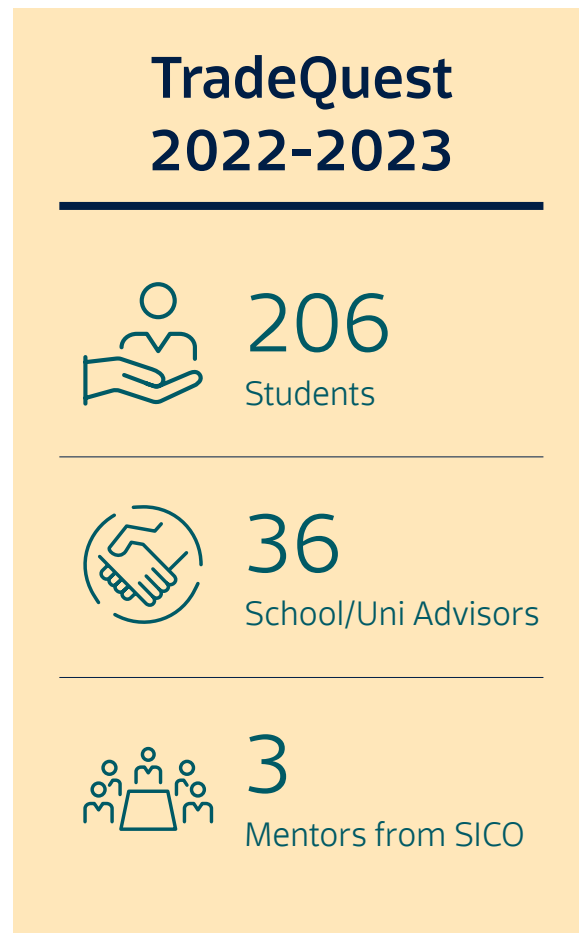 TradeQuest
2022-2023
206
Students
36
School/Uni Advisors
3
Mentors from SICO